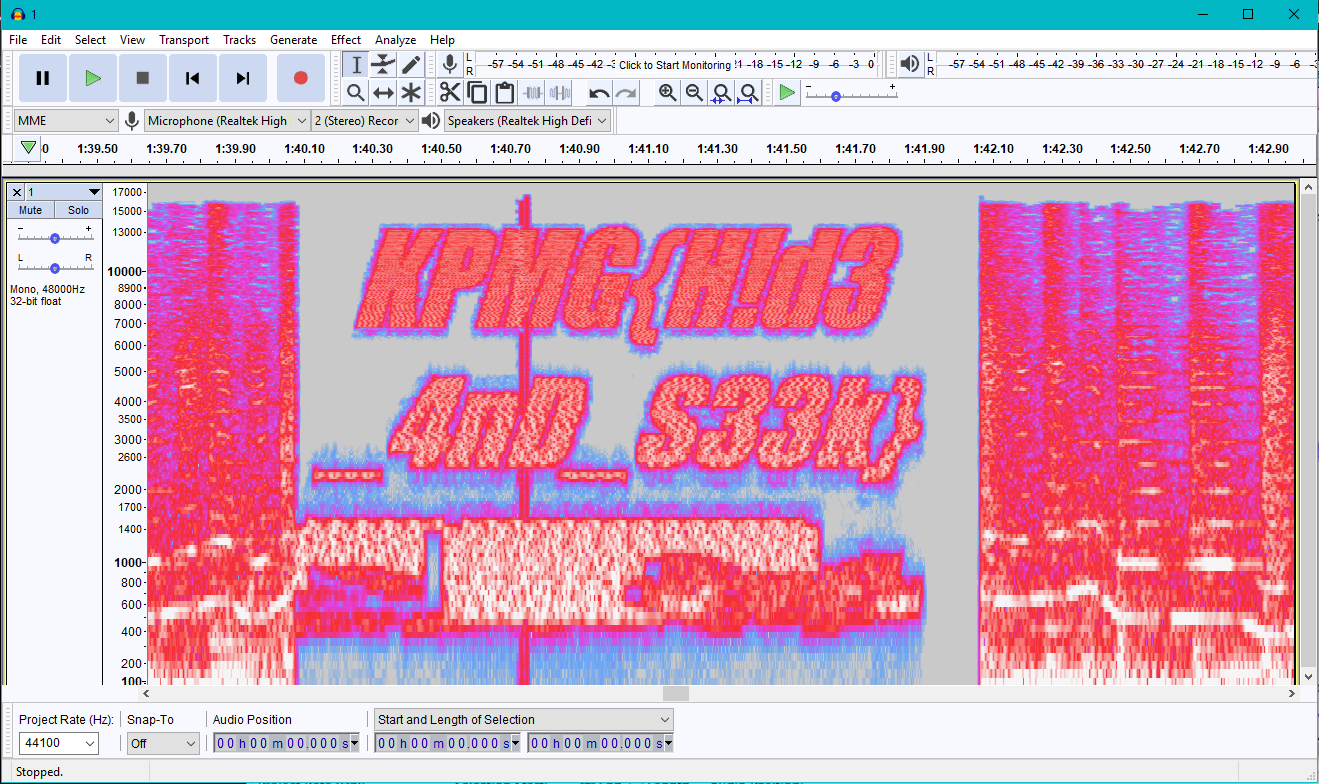 1
File Edit Select View Transport Tracks Generate Effect Analyze Help
L R -57 -54 -51 -48 -45 -42 -3 Click to Start Monitoring 1 -18 -15 -12 -9 -6 -3 0 L R -57 -54 -51 -48 -45 -42 -39 -36 -33 -30 -27 -24 -21 -18 -15 -12 -9 -6 -3
- +
MME Microphone (Realtek High 2 (Stereo) Recor Speakers (Realtek High Defi
0 1:39.50 1:39.70 1:39.90 1:40.10 1:40.30 1:40.50 1:40.70 1:40.90 1:41.10 1:41.30 1:41.50 1:41.70 1:41.90 1:42.10 1:42.30 1:42.50 1:42.70 1:42.90
1
Mute Solo
- +
L R
Mono, 48000Hz
32-bit float
17000
15000
13000
10000
8900
8000
7000
6000
5000
4000
3500
3000
2600
2000
1700
1400
1000
800
600
400
200
100
KPMG{H!d3
_4nD_S33K}
Project Rate (Hz): Snap-To Audio Position Start and Length of Selection
44100 Off 00 h 00 m 00.000 s 00 h 00 m 00.000 s 00 h 00 m 00.000 s
Stopped.